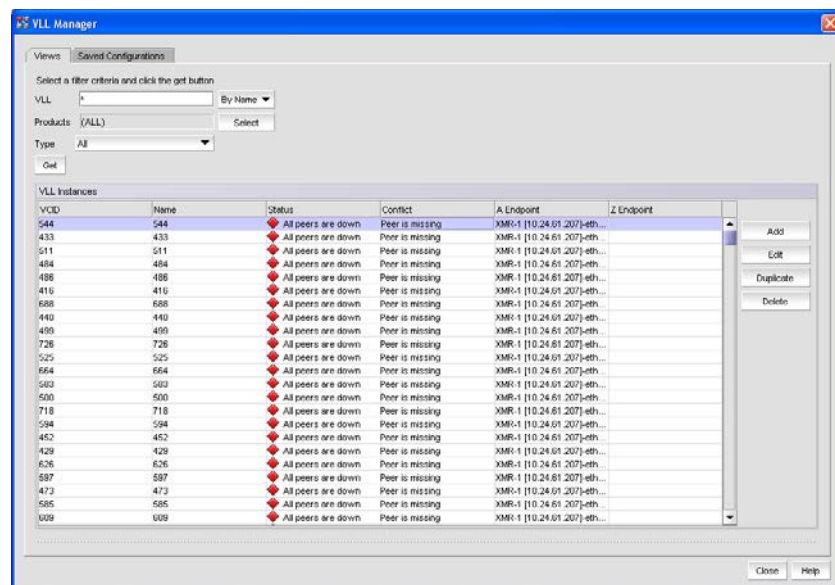 VLL Manager
Views Saved Configurations
Select a filter criteria and click the get button
VLL * By Name
Products (ALL) Select
Type All
Get
VLL Instances
VCID Name Status Conflict A Endpoint Z Endpoint
544 544 All peers are down Peer is missing XMR-1 [10.24.61.207]-eth...
433 433 All peers are down Peer is missing XMR-1 [10.24.61.207]-eth...
511 511 All peers are down Peer is missing XMR-1 [10.24.61.207]-eth...
484 484 All peers are down Peer is missing XMR-1 [10.24.61.207]-eth...
486 486 All peers are down Peer is missing XMR-1 [10.24.61.207]-eth...
416 416 All peers are down Peer is missing XMR-1 [10.24.61.207]-eth...
688 688 All peers are down Peer is missing XMR-1 [10.24.61.207]-eth...
440 440 All peers are down Peer is missing XMR-1 [10.24.61.207]-eth...
499 499 All peers are down Peer is missing XMR-1 [10.24.61.207]-eth...
726 726 All peers are down Peer is missing XMR-1 [10.24.61.207]-eth...
525 525 All peers are down Peer is missing XMR-1 [10.24.61.207]-eth...
664 664 All peers are down Peer is missing XMR-1 [10.24.61.207]-eth...
583 583 All peers are down Peer is missing XMR-1 [10.24.61.207]-eth...
500 500 All peers are down Peer is missing XMR-1 [10.24.61.207]-eth...
718 718 All peers are down Peer is missing XMR-1 [10.24.61.207]-eth...
594 594 All peers are down Peer is missing XMR-1 [10.24.61.207]-eth...
452 452 All peers are down Peer is missing XMR-1 [10.24.61.207]-eth...
429 429 All peers are down Peer is missing XMR-1 [10.24.61.207]-eth...
626 626 All peers are down Peer is missing XMR-1 [10.24.61.207]-eth...
597 597 All peers are down Peer is missing XMR-1 [10.24.61.207]-eth...
473 473 All peers are down Peer is missing XMR-1 [10.24.61.207]-eth...
585 585 All peers are down Peer is missing XMR-1 [10.24.61.207]-eth...
609 609 All peers are down Peer is missing XMR-1 [10.24.61.207]-eth...
Add
Edit
Duplicate
Delete
Close Help